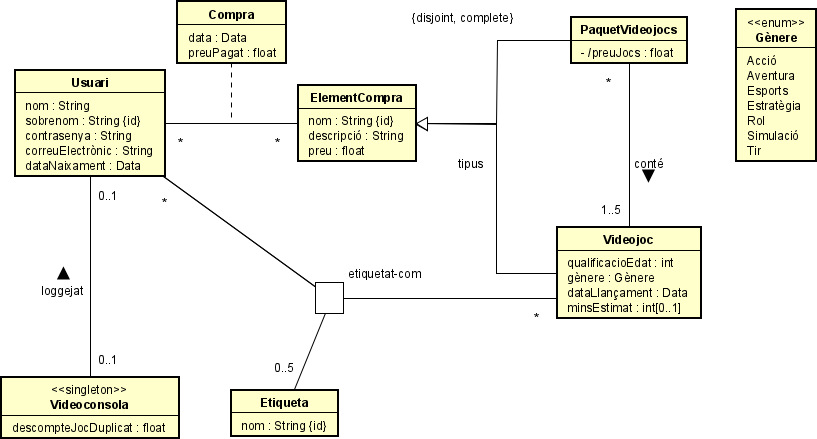 Compra
data : Data
preuPagat : float
{disjoint, complete}
PaquetVideojocs
- /preuJocs : float
<<enum>>
Gènere
Acció
Aventura
Esports
Estratègia
Rol
Simulació
Tir
Usuari
nom : String
sobrenom : String {id}
contrasenya : String
correuElectrònic : String
dataNaixament : Data
ElementCompra
nom : String {id}
descripció : String
preu : float
*
*
*
tipus
conté
0..1
*
1..5
Videojoc
qualificacioEdat : int
gènere : Gènere
dataLlançament : Data
minsEstimat : int[0..1]
etiquetat-com
loggejat
*
0..1
0..5
<<singleton>>
Videoconsola
descompteJocDuplicat : float
Etiqueta
nom : String {id}